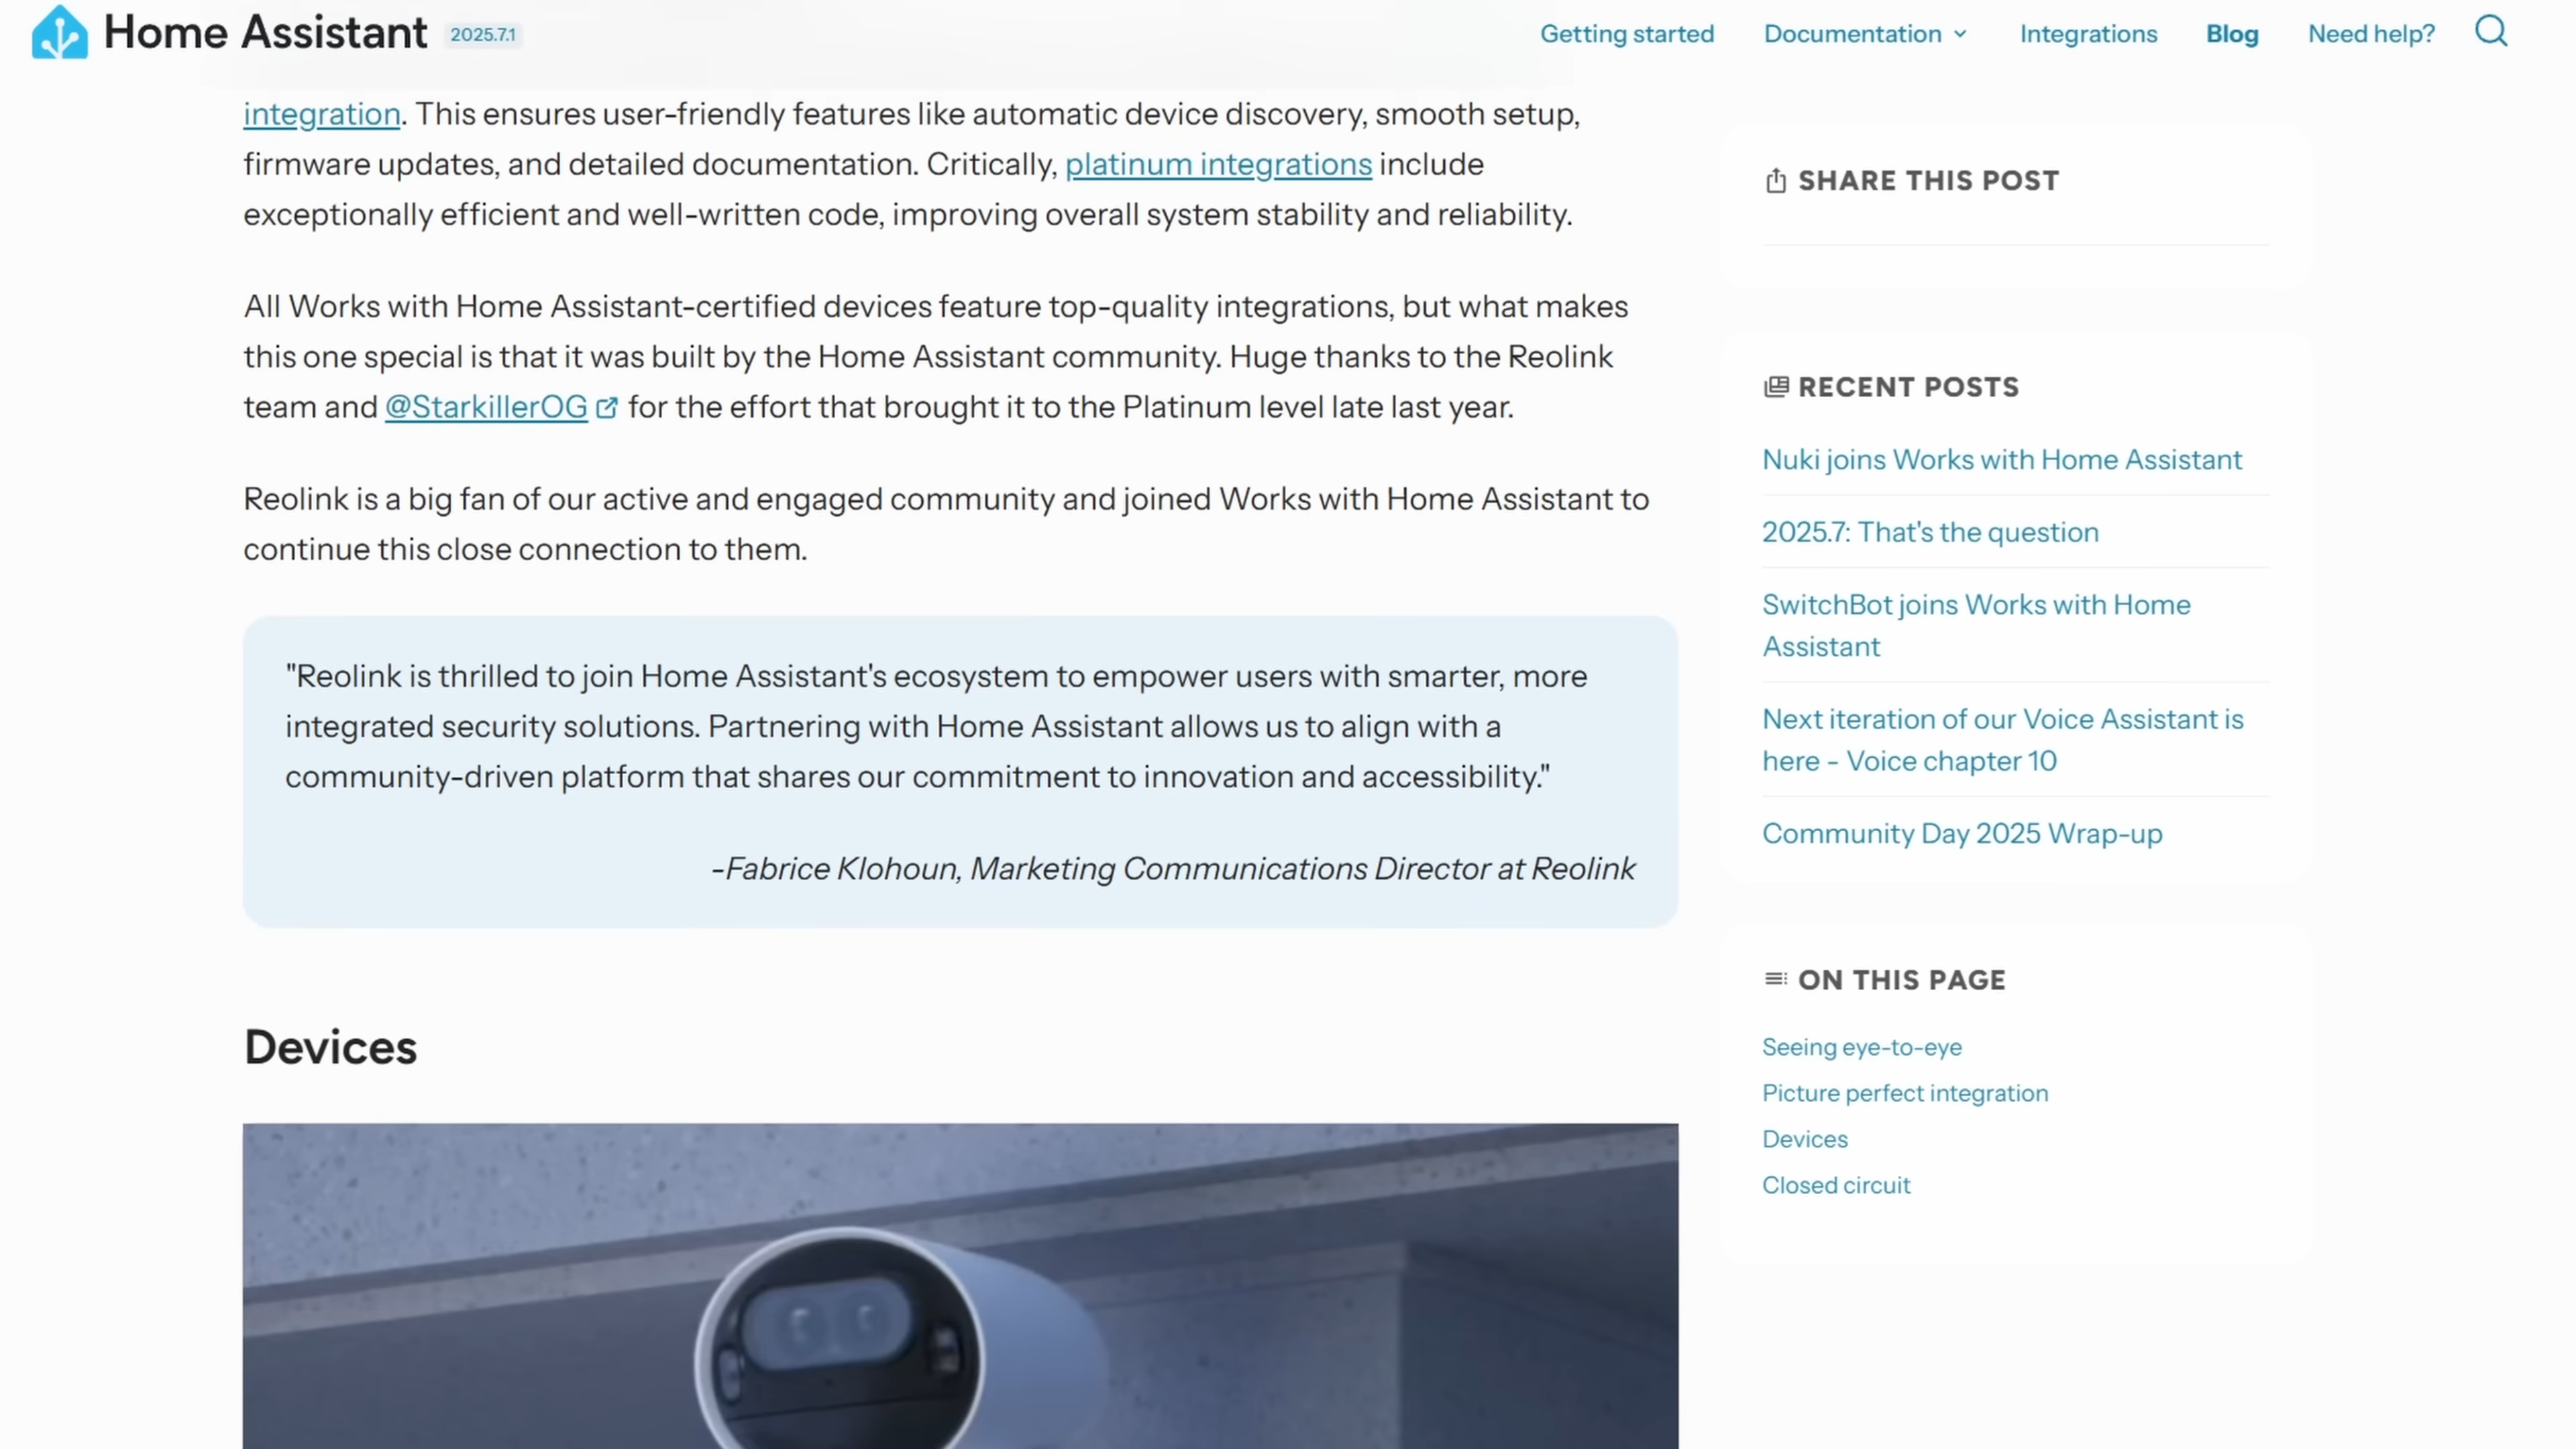 Home Assistant 2025.7.1
Getting started Documentation Integrations Blog Need help?
integration. This ensures user-friendly features like automatic device discovery, smooth setup,
firmware updates, and detailed documentation. Critically, platinum integrations include
exceptionally efficient and well-written code, improving overall system stability and reliability.
All Works with Home Assistant-certified devices feature top-quality integrations, but what makes
this one special is that it was built by the Home Assistant community. Huge thanks to the Reolink
team and @StarkillerOG for the effort that brought it to the Platinum level late last year.
Reolink is a big fan of our active and engaged community and joined Works with Home Assistant to
continue this close connection to them.
"Reolink is thrilled to join Home Assistant's ecosystem to empower users with smarter, more
integrated security solutions. Partnering with Home Assistant allows us to align with a
community-driven platform that shares our commitment to innovation and accessibility."
-Fabrice Klohoun, Marketing Communications Director at Reolink
Devices
SHARE THIS POST
RECENT POSTS
Nuki joins Works with Home Assistant
2025.7: That's the question
SwitchBot joins Works with Home
Assistant
Next iteration of our Voice Assistant is
here - Voice chapter 10
Community Day 2025 Wrap-up
ON THIS PAGE
Seeing eye-to-eye
Picture perfect integration
Devices
Closed circuit